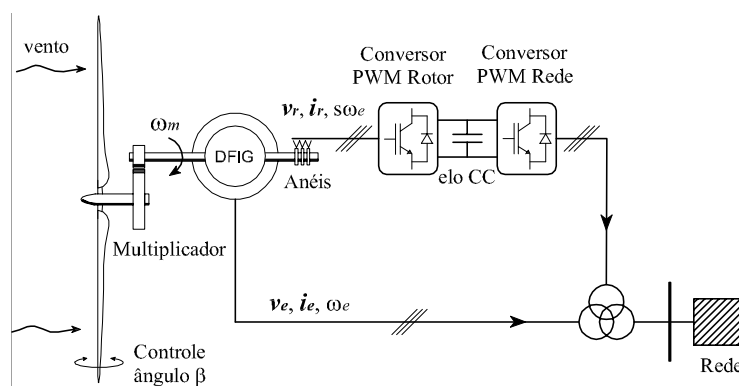 vento
Conversor
PWM Rotor
Conversor
PWM Rede
vr, ir, sωe
ωm
DFIG
Anéis
elo CC
Multiplicador
ve, ie, ωe
Controle
ângulo β
Rede